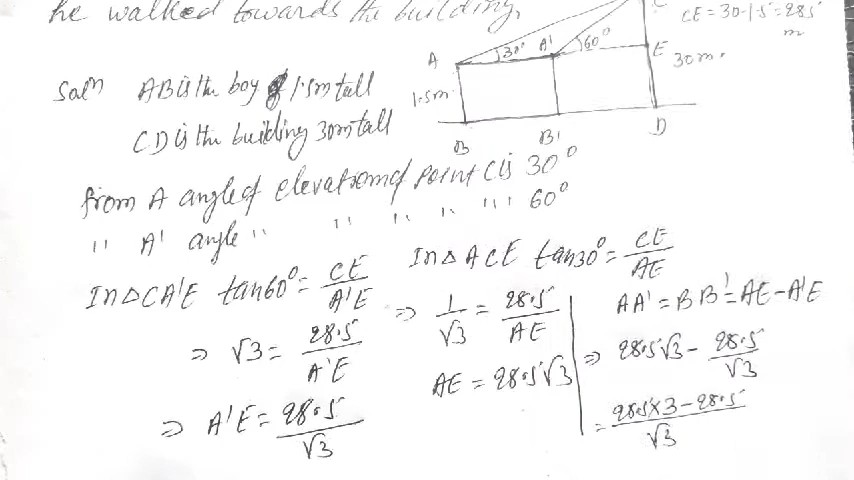 he walked towards the building.
C
CE = 30-1.5 = 28.5 m
A 30° A' 60° E 30 m.
1.5m.
B B' D
Soln AB is the boy of 1.5m tall
CD is the building 30m tall
from A angle of elevation of point C is 30°
" A' angle " " " " " " 60°
In △ CA'E tan60° = CE/A'E
⇒ √3 = 28.5/A'E
⇒ A'E = 28.5/√3
In △ ACE tan30° = CE/AE
⇒ 1/√3 = 28.5/AE
AE = 28.5√3
AA' = BB' = AE - A'E
⇒ 28.5√3 - 28.5/√3
= 28.5×3 - 28.5/√3